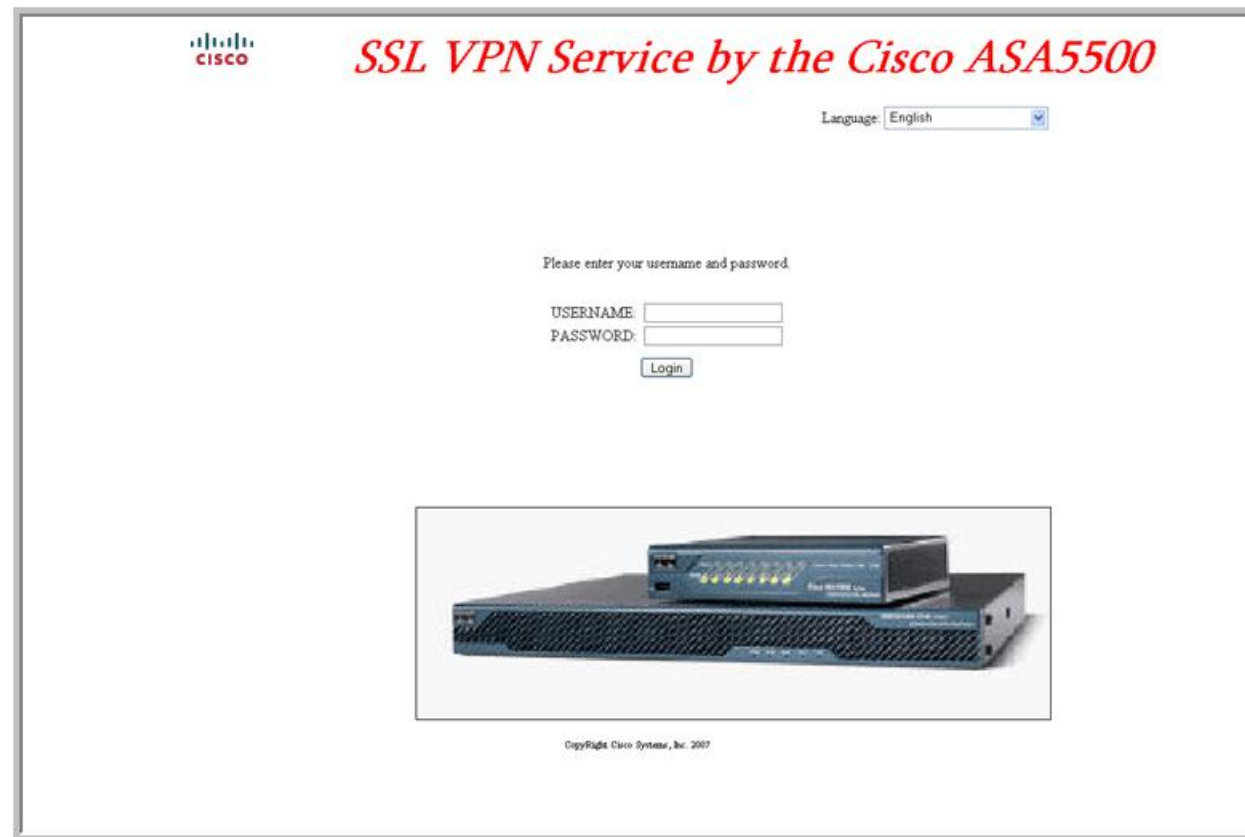 CISCO
SSL VPN Service by the Cisco ASA5500
Language: English
Please enter your username and password.
USERNAME:
PASSWORD:
Login
CopyRight Cisco Systems, Inc. 2007